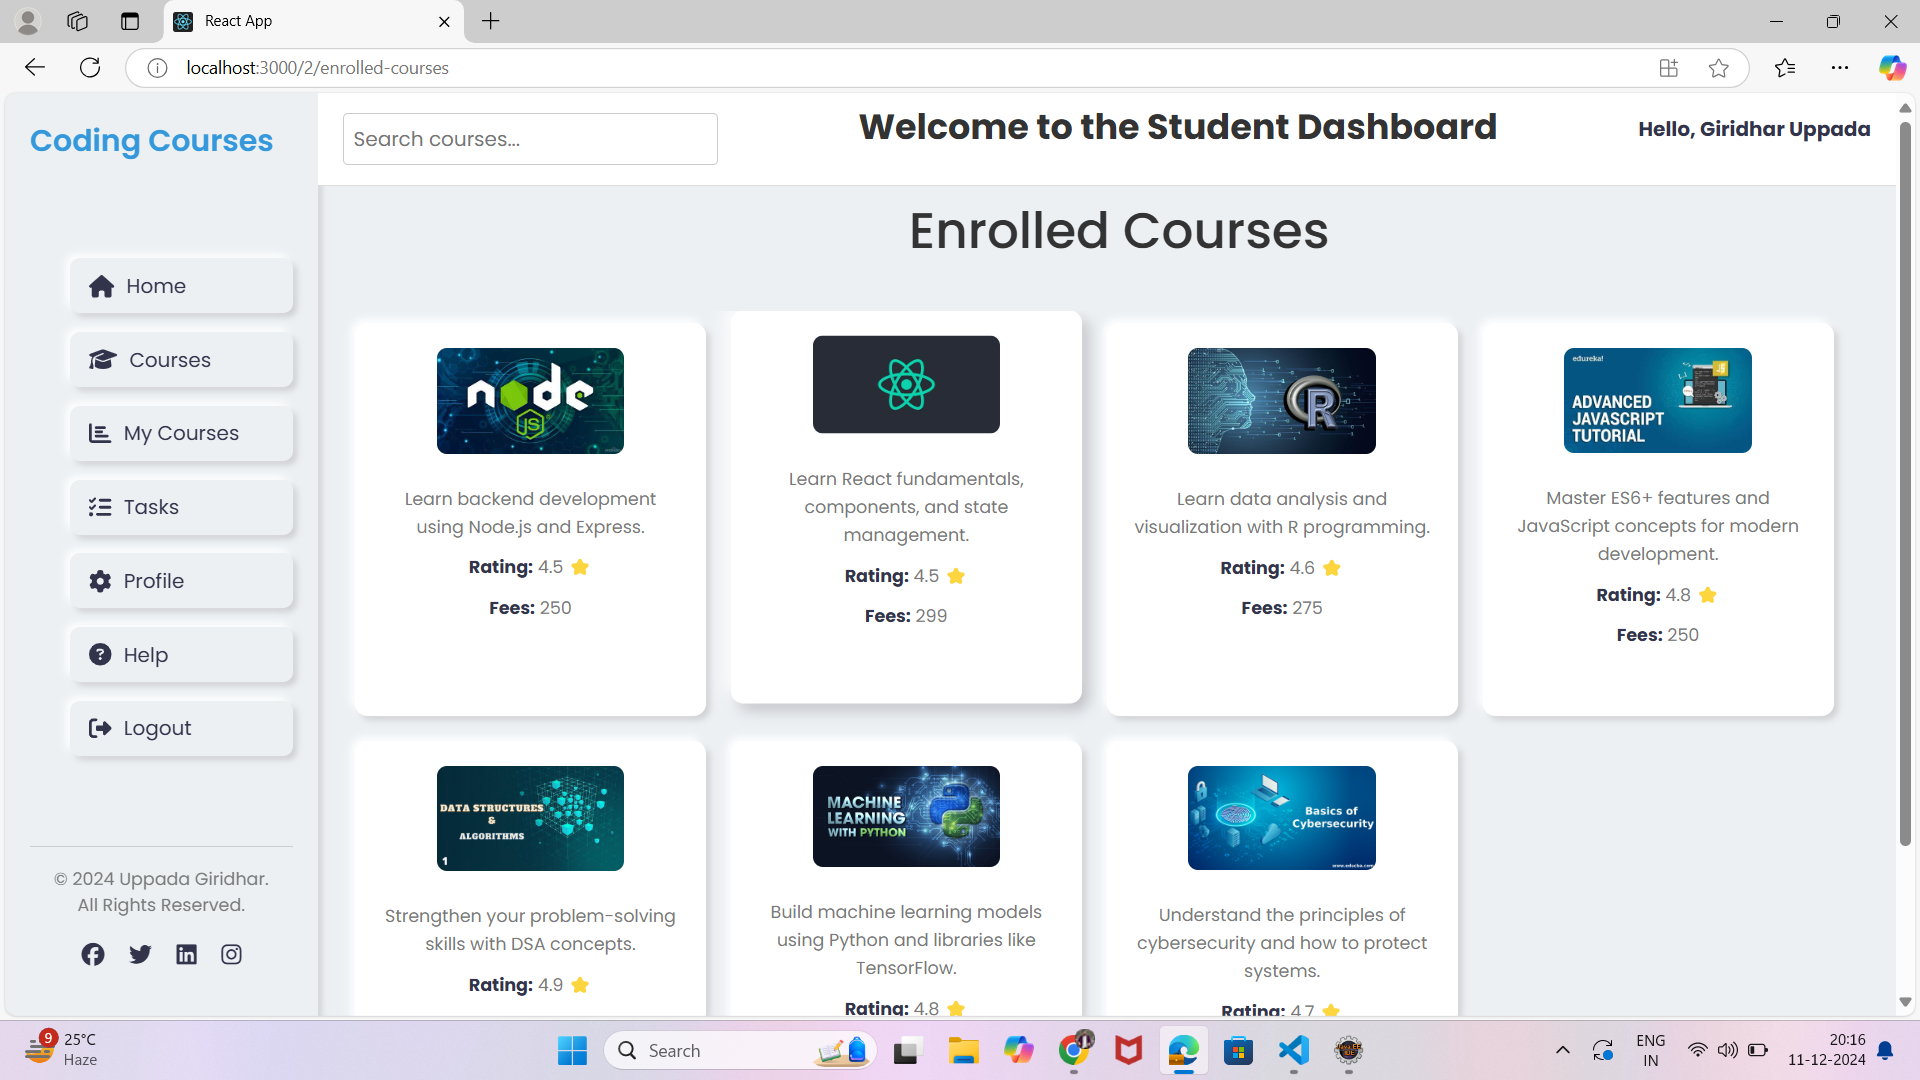 React App
localhost:3000/2/enrolled-courses
Coding Courses
Search courses...
Welcome to the Student Dashboard
Hello, Giridhar Uppada
Home
Courses
My Courses
Tasks
Profile
Help
Logout
© 2024 Uppada Giridhar.
All Rights Reserved.
Enrolled Courses
node
JS
Learn backend development
using Node.js and Express.
Rating: 4.5
Fees: 250
Learn React fundamentals,
components, and state
management.
Rating: 4.5
Fees: 299
R
Learn data analysis and
visualization with R programming.
Rating: 4.6
Fees: 275
edureka!
JS
ADVANCED
JAVASCRIPT
TUTORIAL
Master ES6+ features and
JavaScript concepts for modern
development.
Rating: 4.8
Fees: 250
DATA STRUCTURES
&
ALGORITHMS
1
Strengthen your problem-solving
skills with DSA concepts.
Rating: 4.9
MACHINE
LEARNING
WITH PYTHON
Build machine learning models
using Python and libraries like
TensorFlow.
Rating: 4.8
Basics of
Cybersecurity
www.educba.com
Understand the principles of
cybersecurity and how to protect
systems.
Rating: 4.7
9
25°C
Haze
Search
ENG
IN
20:16
11-12-2024